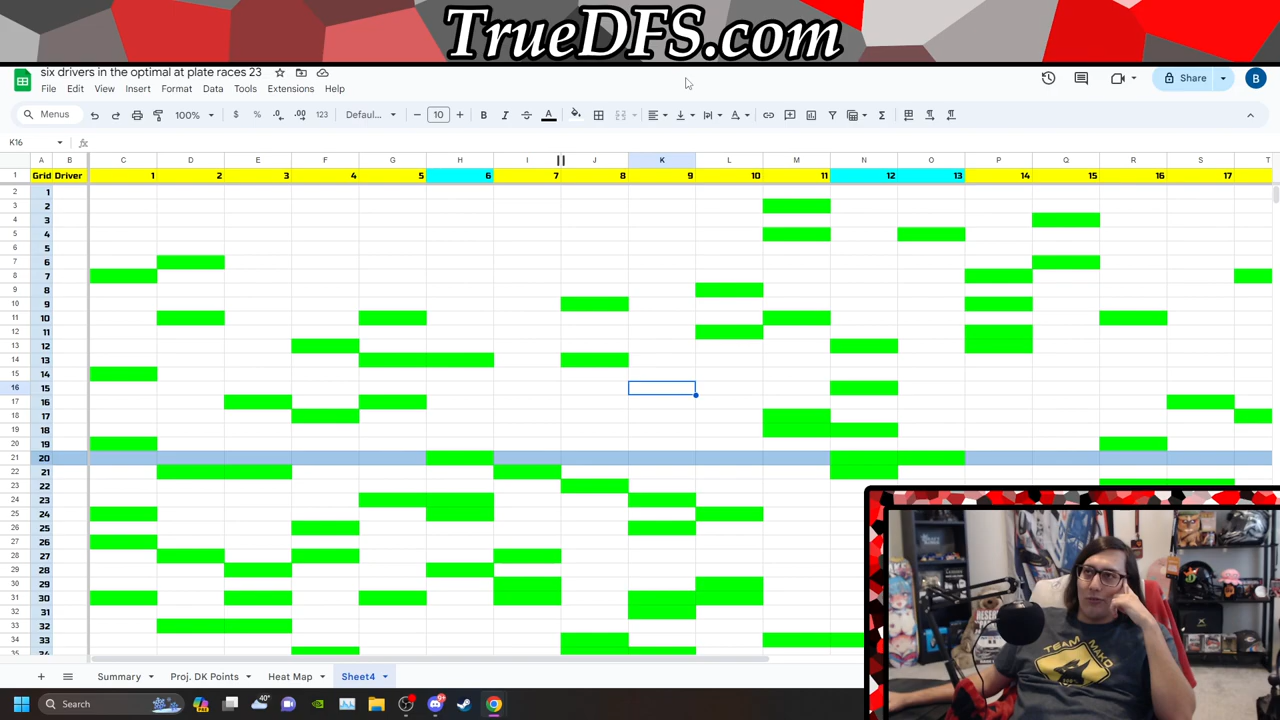 TrueDFS.com
six drivers in the optimal at plate races 23
File Edit View Insert Format Data Tools Extensions Help
Share
B
Menus
100%
$ % .0 .00 123
Defaul...
10
B I A
K16
fx
A B C D E F G H I J K L M N O P Q R S T
1 Grid Driver 1 2 3 4 5 6 7 8 9 10 11 12 13 14 15 16 17
2 1
3 2
4 3
5 4
6 5
7 6
8 7
9 8
10 9
11 10
12 11
13 12
14 13
15 14
16 15
17 16
18 17
19 18
20 19
21 20
22 21
23 22
24 23
25 24
26 25
27 26
28 27
29 28
30 29
31 30
32 31
33 32
34 33
35 34
TEAM MAKO
Summary
Proj. DK Points
Heat Map
Sheet4
Search
40°